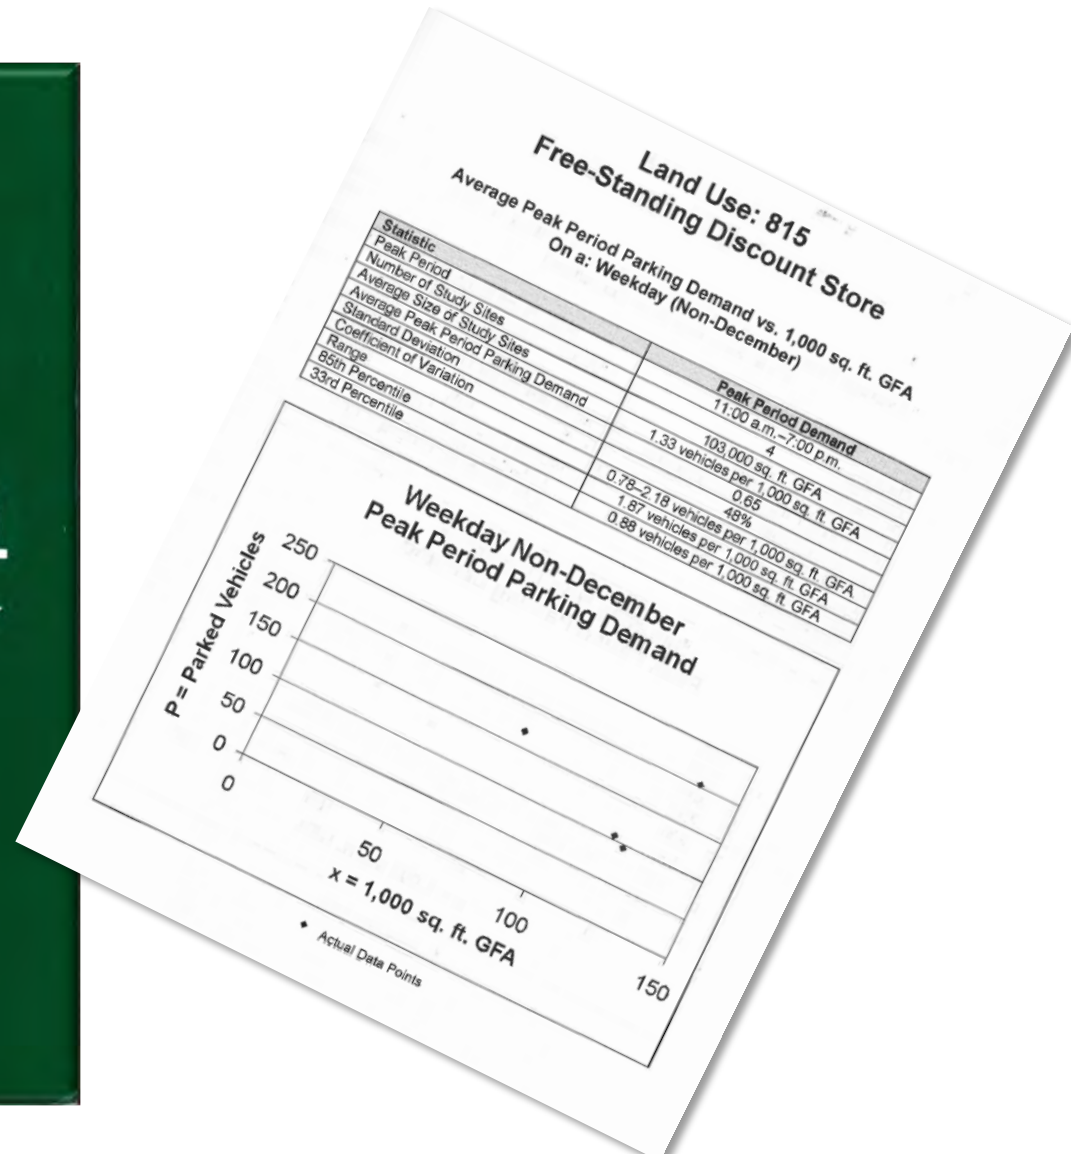 Land Use: 815
Free-Standing Discount Store
Average Peak Period Parking Demand vs. 1,000 sq. ft. GFA
On a: Weekday (Non-December)
Statistic Peak Period Demand
Peak Period 11:00 a.m.–7:00 p.m.
Number of Study Sites 4
Average Size of Study Sites 103,000 sq. ft. GFA
Average Peak Period Parking Demand 1.33 vehicles per 1,000 sq. ft. GFA
Standard Deviation 0.65
Coefficient of Variation 48%
Range 0.78–2.18 vehicles per 1,000 sq. ft. GFA
85th Percentile 1.87 vehicles per 1,000 sq. ft. GFA
33rd Percentile 0.88 vehicles per 1,000 sq. ft. GFA
Weekday Non-December
Peak Period Parking Demand
P = Parked Vehicles
250
200
150
100
50
0
0
50
100
150
x = 1,000 sq. ft. GFA
Actual Data Points